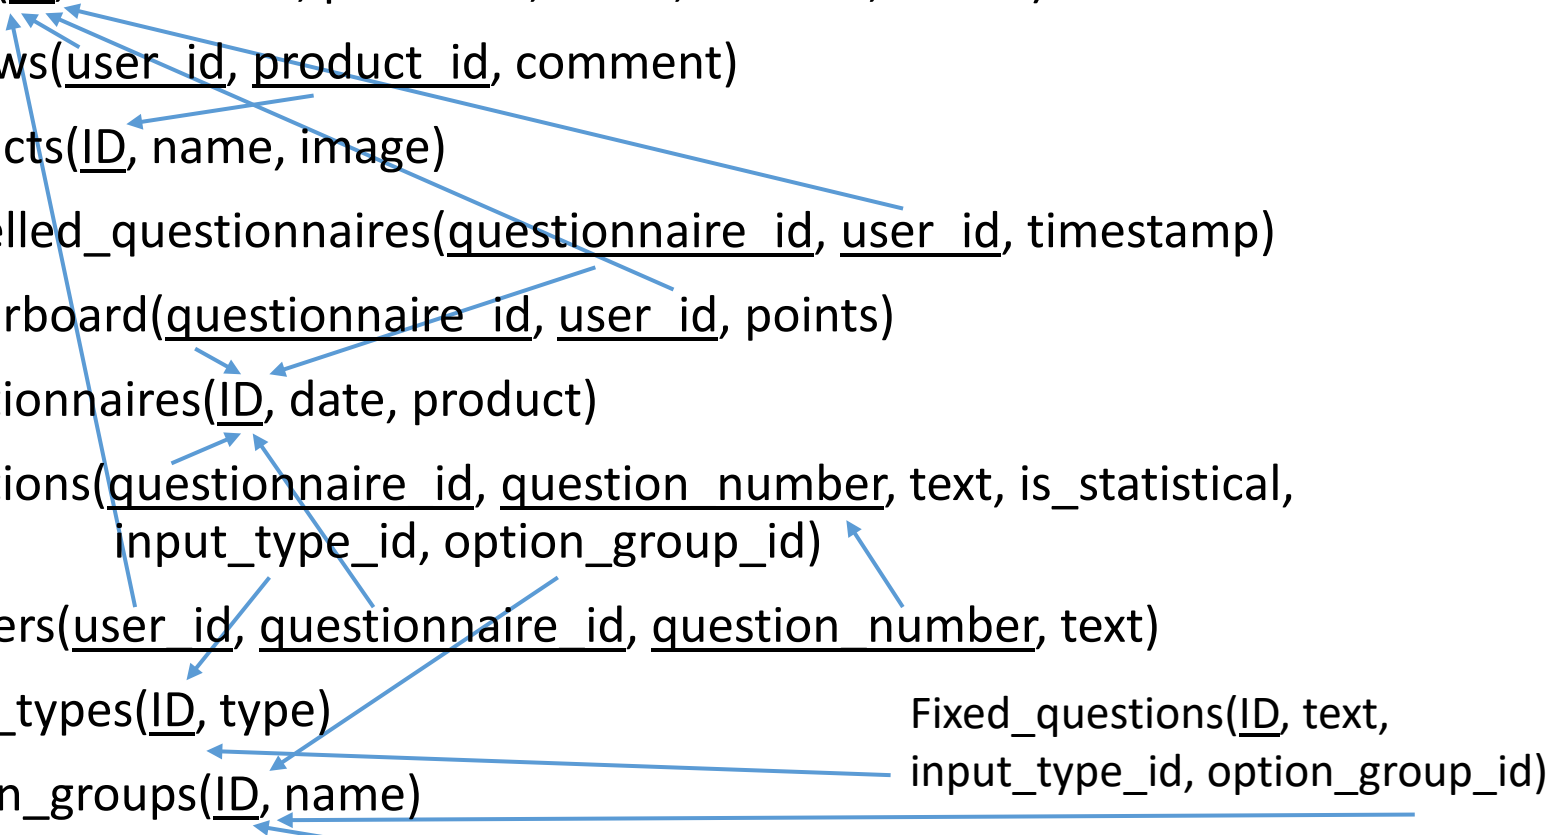 ws(user_id, product_id, comment)
cts(ID, name, image)
elled_questionnaires(questionnaire_id, user_id, timestamp)
rboard(questionnaire_id, user_id, points)
tionnaires(ID, date, product)
tions(questionnaire_id, question_number, text, is_statistical,
input_type_id, option_group_id)
ers(user_id, questionnaire_id, question_number, text)
_types(ID, type)
Fixed_questions(ID, text,
input_type_id, option_group_id)
n_groups(ID, name)